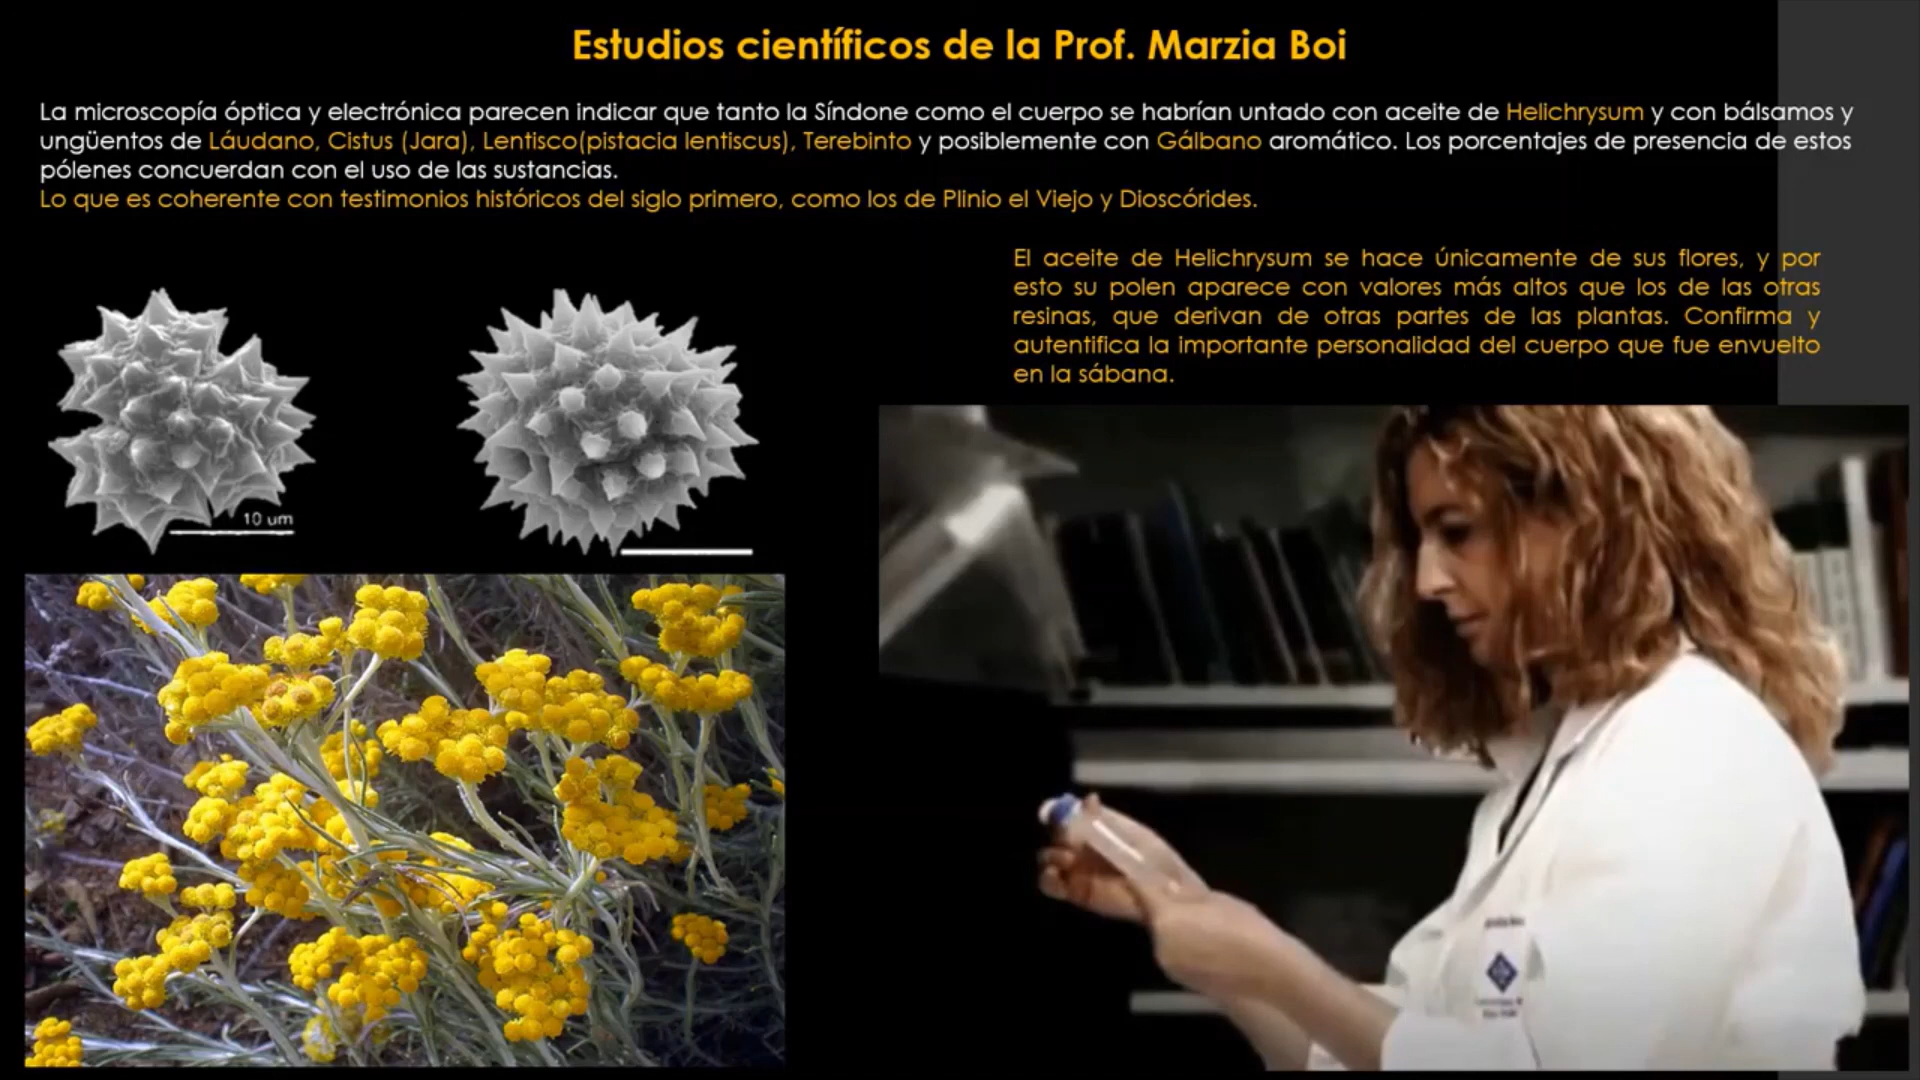 Estudios científicos de la Prof. Marzia Boi
La microscopía óptica y electrónica parecen indicar que tanto la Síndone como el cuerpo se habrían untado con aceite de Helichrysum y con bálsamos y
ungüentos de Láudano, Cistus (Jara), Lentisco(pistacia lentiscus), Terebinto y posiblemente con Gálbano aromático. Los porcentajes de presencia de estos
pólenes concuerdan con el uso de las sustancias.
Lo que es coherente con testimonios históricos del siglo primero, como los de Plinio el Viejo y Dioscórides.
El aceite de Helichrysum se hace únicamente de sus flores, y por
esto su polen aparece con valores más altos que los de las otras
resinas, que derivan de otras partes de las plantas. Confirma y
autentifica la importante personalidad del cuerpo que fue envuelto
en la sábana.
10 um